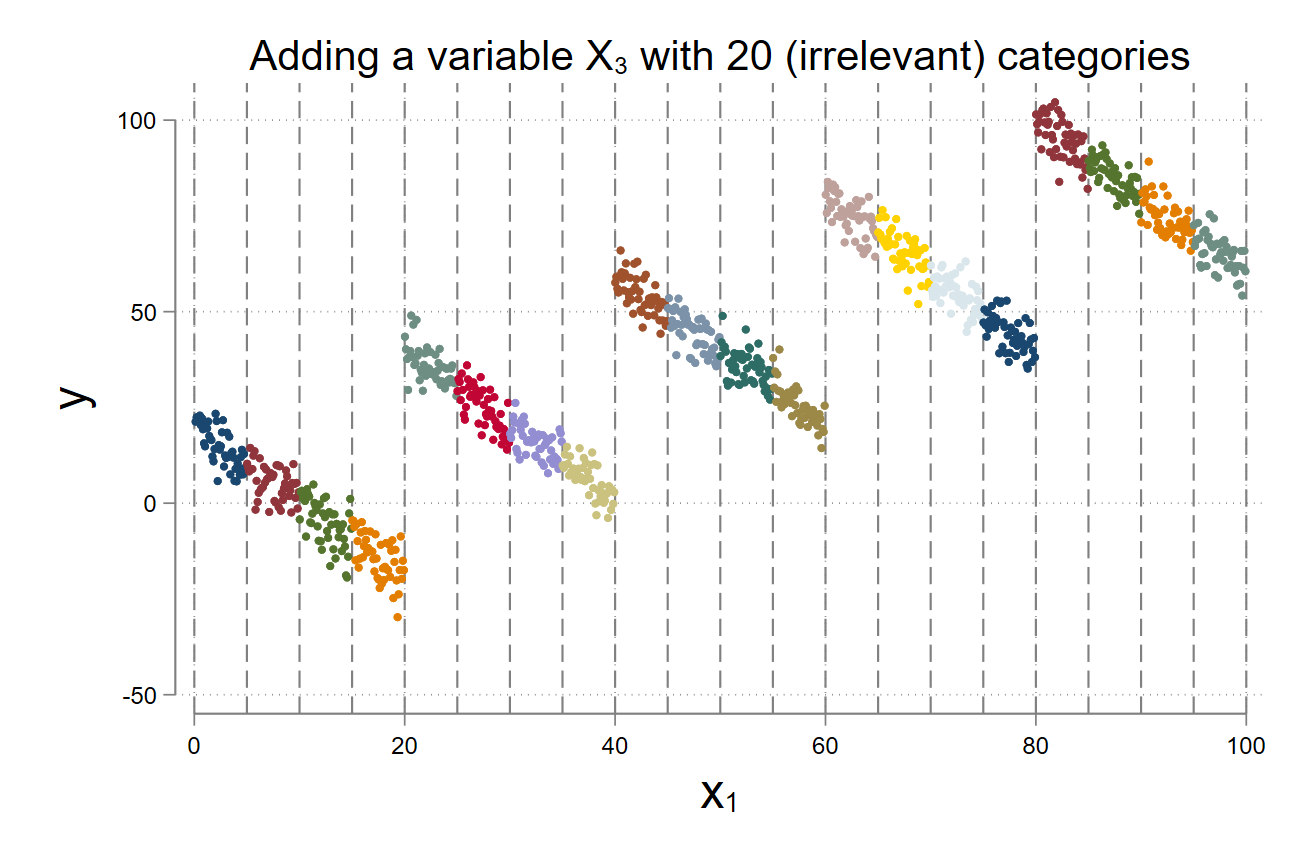 Adding a variable X₃ with 20 (irrelevant) categories
100
50
0
-50
y
0 20 40 60 80 100
x₁